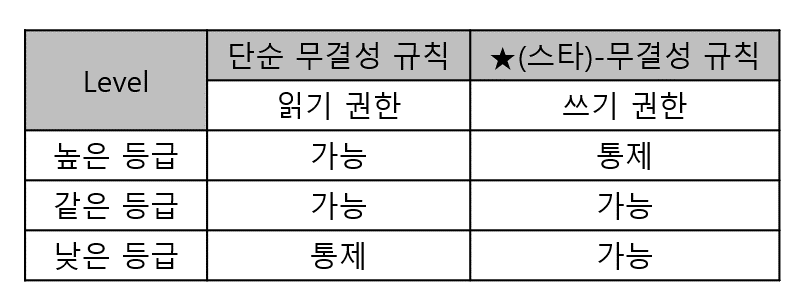 Level 단순 무결성 규칙 ★(스타)-무결성 규칙
읽기 권한 쓰기 권한
높은 등급 가능 통제
같은 등급 가능 가능
낮은 등급 통제 가능